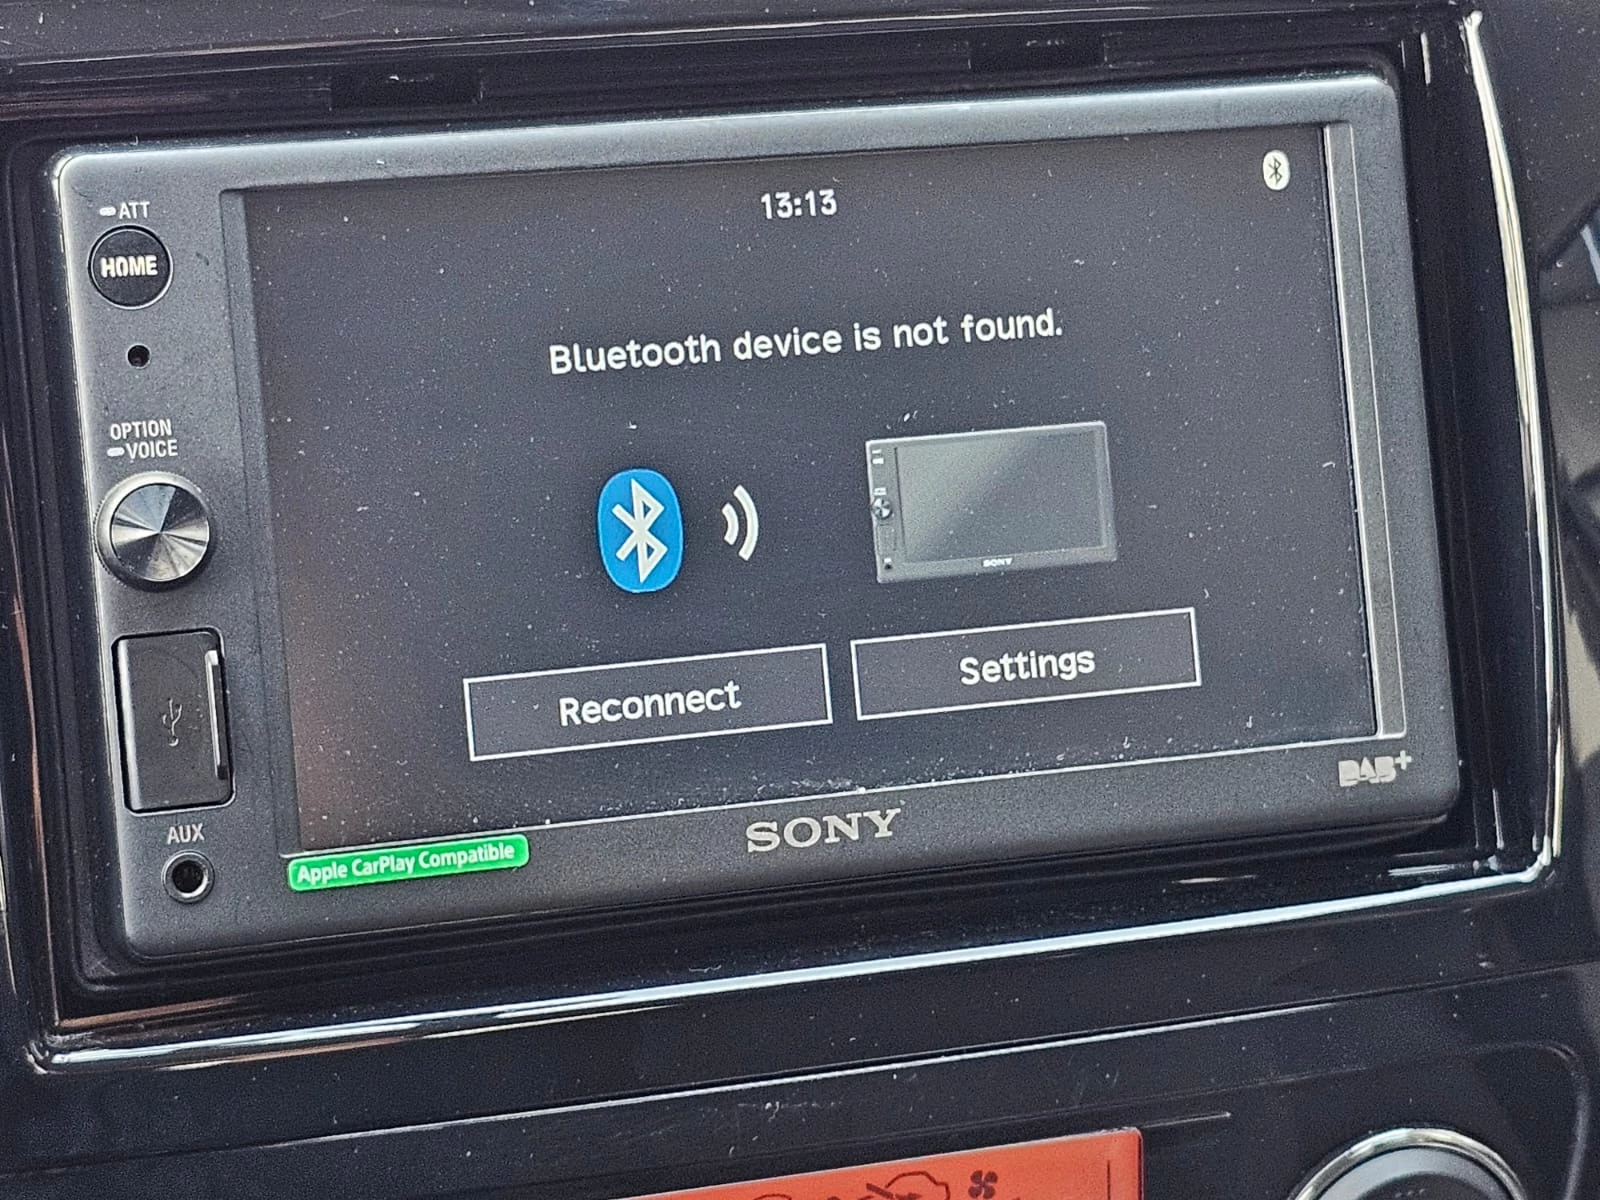 13:13
ATT
HOME
Bluetooth device is not found.
OPTION
VOICE
SONY
Reconnect
Settings
DAB+
SONY
AUX
Apple CarPlay Compatible